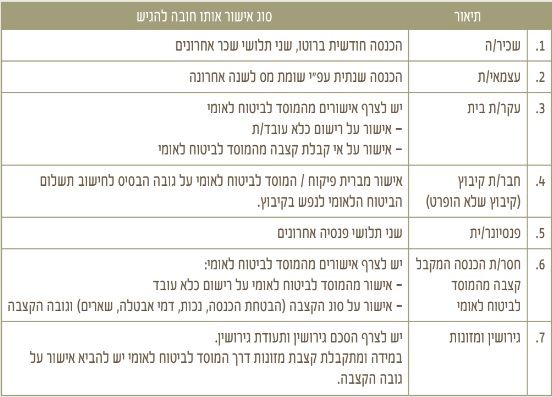 תיאור סוג אישור אותו חובה להגיש
1. שכיר/ה הכנסה חודשית ברוטו, שני תלושי שכר אחרונים
2. עצמאי/ת הכנסה שנתית עפ״י שומת מס לשנה אחרונה
3. עקר/ת בית יש לצרף אישורים מהמוסד לביטוח לאומי
– אישור על רישום כלא עובד/ת
– אישור על אי קבלת קצבה מהמוסד לביטוח לאומי
4. חבר/ת קיבוץ אישור מברית פיקוח / המוסד לביטוח לאומי על גובה הבסיס לחישוב תשלום
(קיבוץ שלא הופרט) הביטוח הלאומי לנפש בקיבוץ.
5. פנסיונר/ית שני תלושי פנסיה אחרונים
6. חסר/ת הכנסה המקבל יש לצרף אישורים מהמוסד לביטוח לאומי:
קצבה מהמוסד – אישור מהמוסד לביטוח לאומי על רישום כלא עובד
לביטוח לאומי – אישור על סוג הקצבה (הבטחת הכנסה, נכות, דמי אבטלה, שארים) וגובה הקצבה
7. גירושין ומזונות יש לצרף הסכם גירושין ותעודת גירושין.
במידה ומתקבלת קצבת מזונות דרך המוסד לביטוח לאומי יש להביא אישור על
גובה הקצבה.